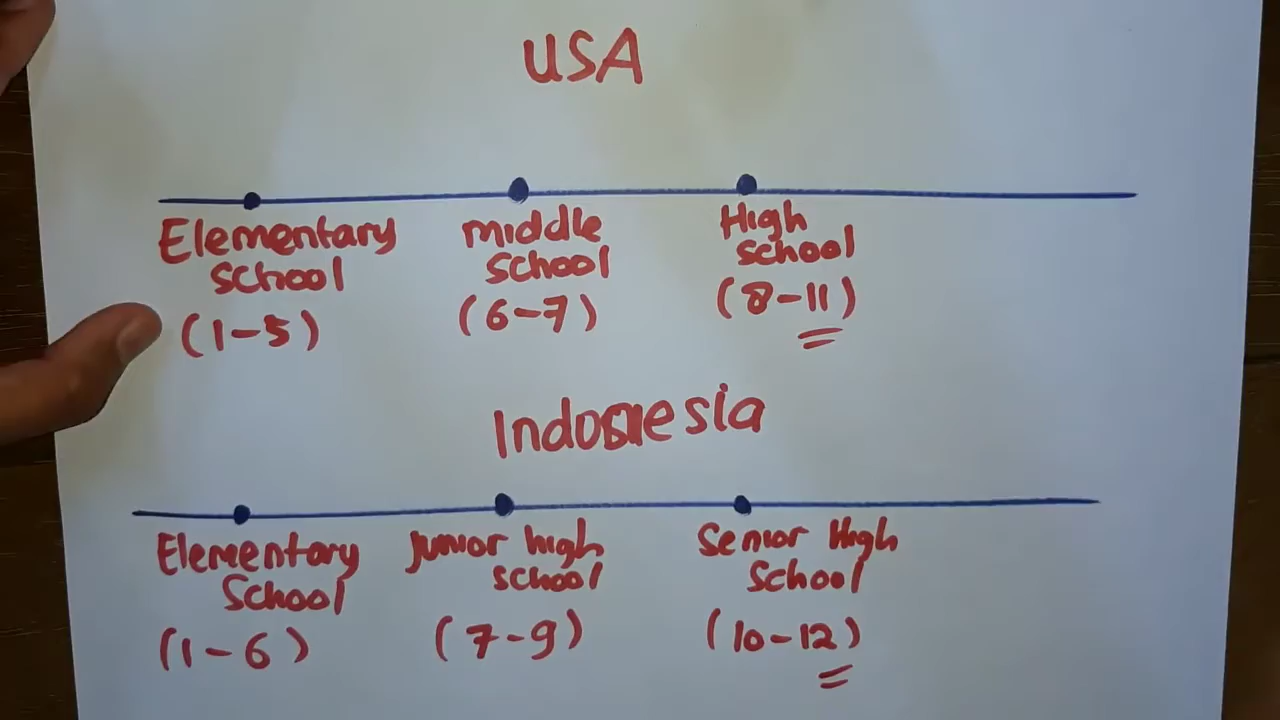 USA
Elementary middle High
school school school
(1-5) (6-7) (8-11)
Indonesia
Elementary Junior high Senior High
School school School
(1-6) (7-9) (10-12)